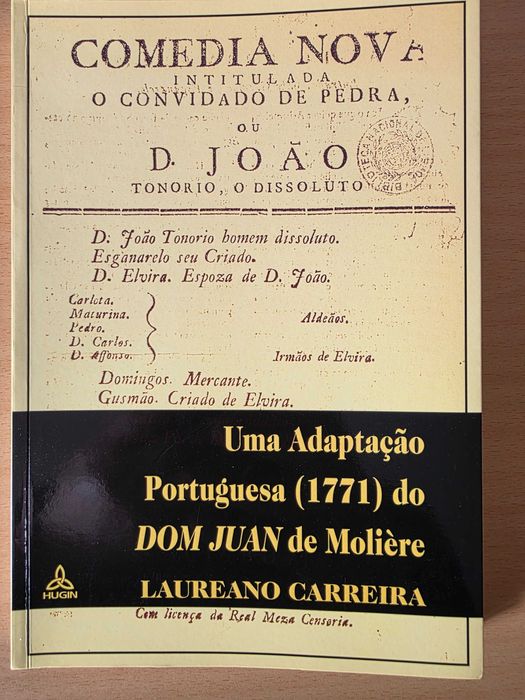 COMEDIA NOVA
INTITULADA
O CONVIDADO DE PEDRA,
OU
D. JOÃO
TONORIO, O DISSOLUTO
D. João Tonorio homem dissoluto.
Esganarelo seu Criado.
D. Elvira. Espoza de D. João.
Carlota.
Maturina.
Pedro.
Aldeãos.
D. Carlos.
D. Affonso.
Irmãos de Elvira.
Domingos. Mercante.
Gusmão. Criado de Elvira.
Uma Adaptação
Portuguesa (1771) do
DOM JUAN de Molière
HUGIN
LAUREANO CARREIRA
Com licença da Real Meza Censoria.